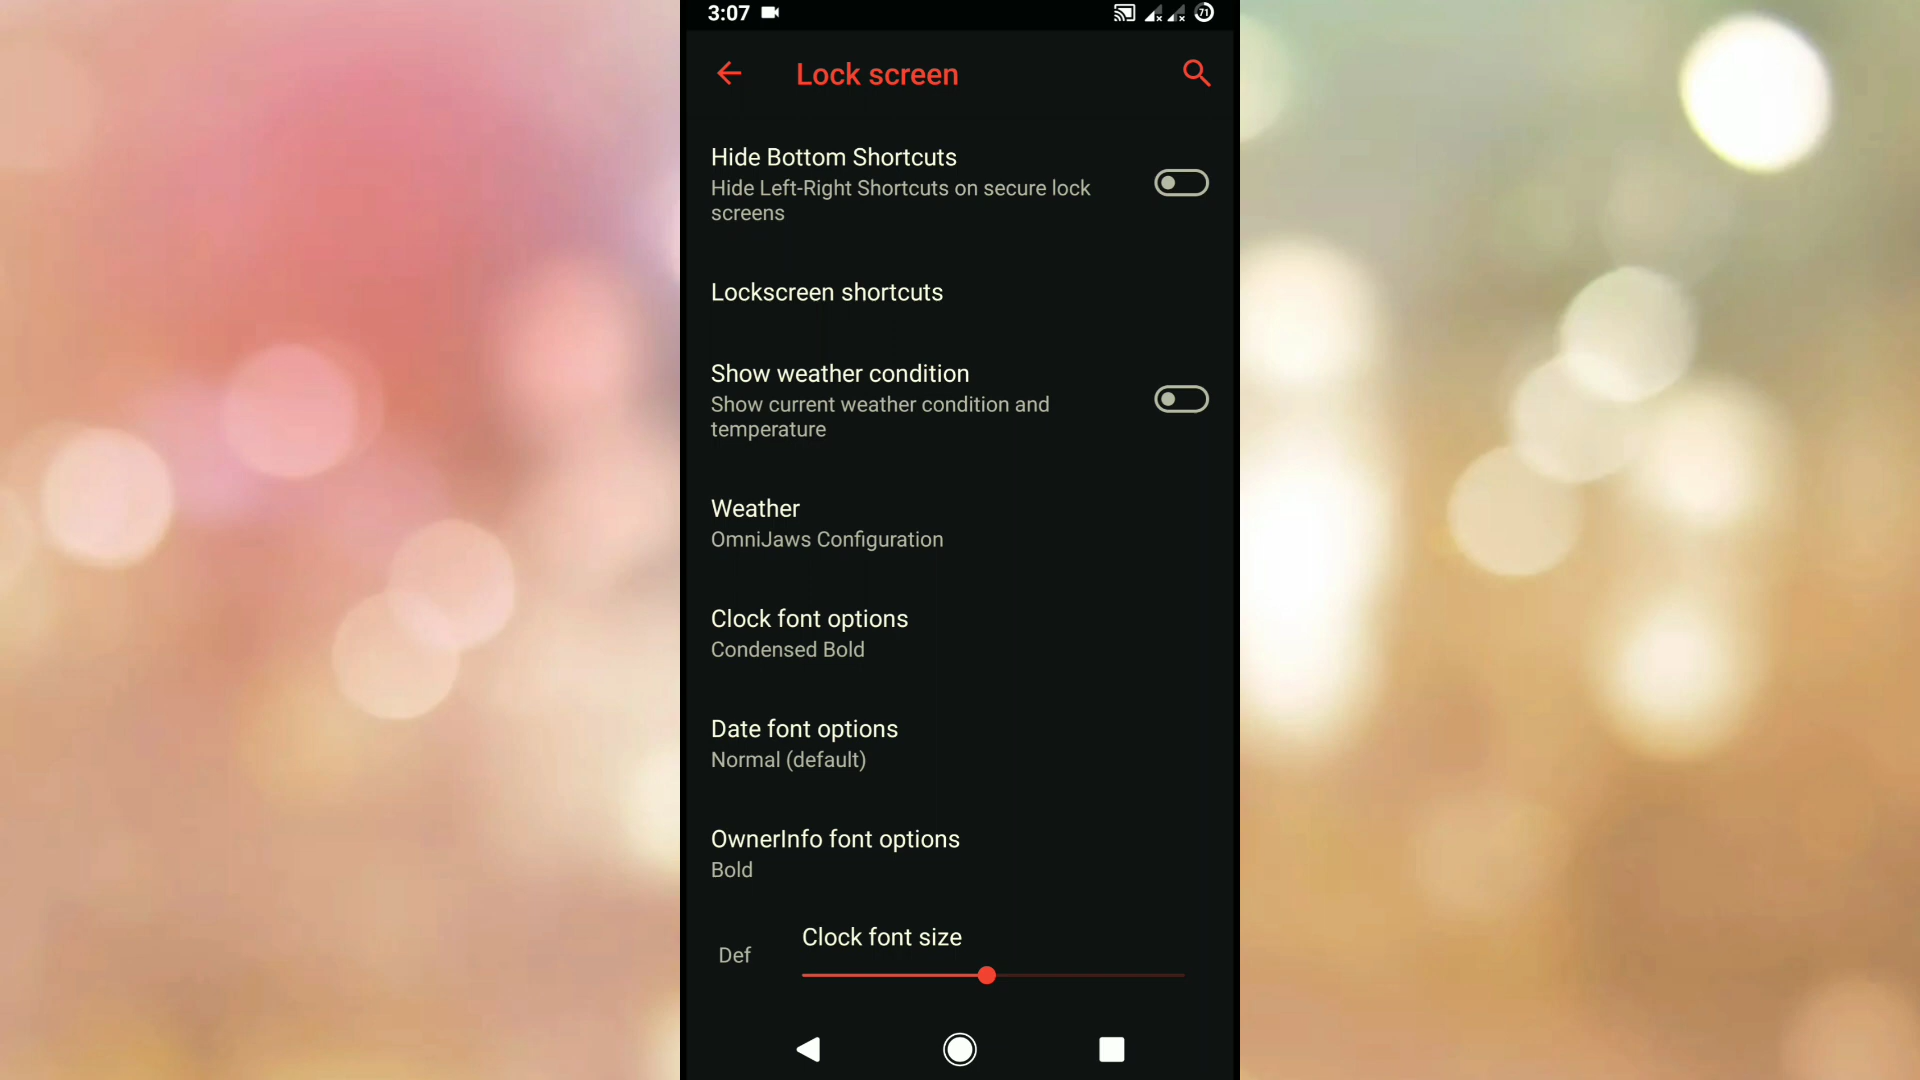 3:07
71
Lock screen
Hide Bottom Shortcuts
Hide Left-Right Shortcuts on secure lock
screens
Lockscreen shortcuts
Show weather condition
Show current weather condition and
temperature
Weather
OmniJaws Configuration
Clock font options
Condensed Bold
Date font options
Normal (default)
OwnerInfo font options
Bold
Clock font size
Def